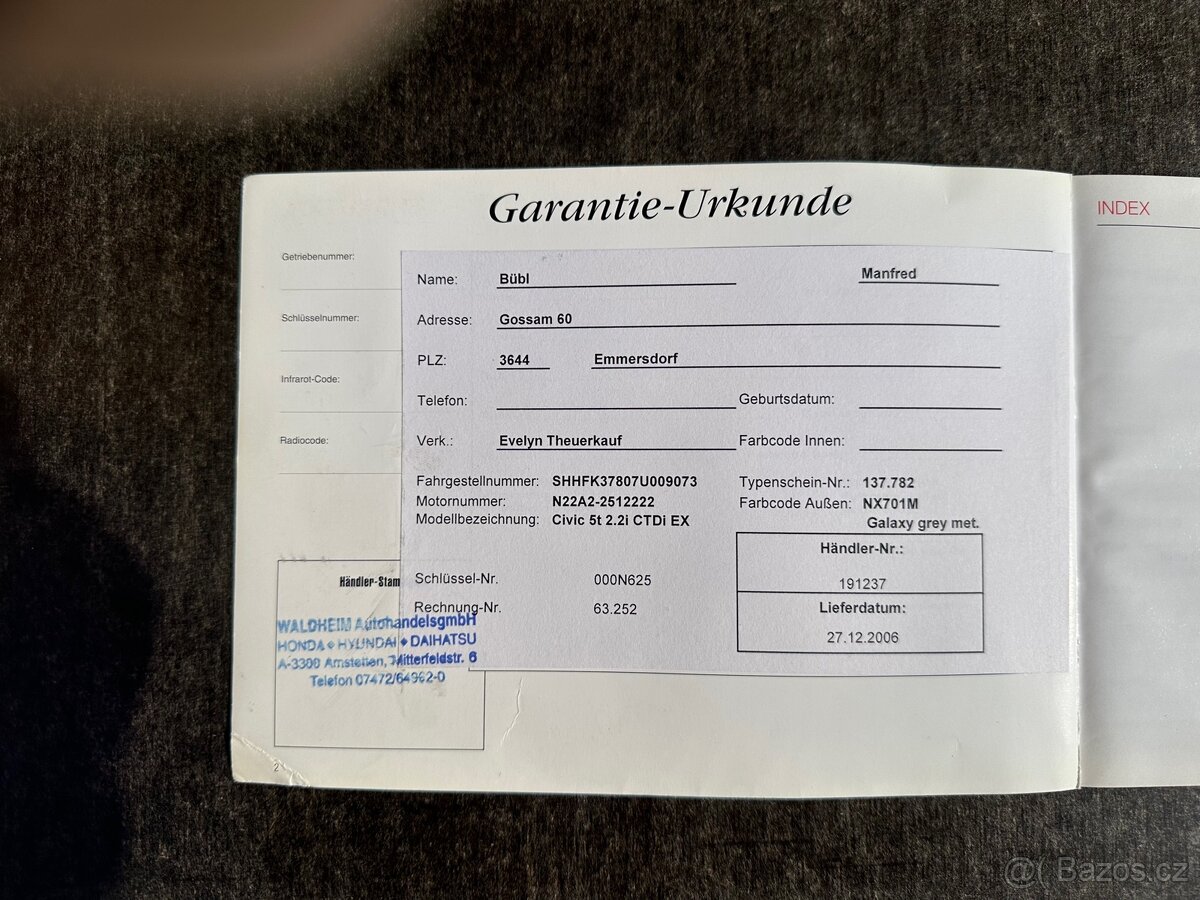 Garantie-Urkunde
INDEX
Getriebenummer:
Schlüsselnummer:
Infrarot-Code:
Radiocode:
Name: Bübl Manfred
Adresse: Gossam 60
PLZ: 3644 Emmersdorf
Telefon: Geburtsdatum:
Verk.: Evelyn Theuerkauf Farbcode Innen:
Fahrgestellnummer: SHHFK37807U009073 Typenschein-Nr.: 137.782
Motornummer: N22A2-2512222 Farbcode Außen: NX701M
Modellbezeichnung: Civic 5t 2.2i CTDi EX Galaxy grey met.
Schlüssel-Nr. 000N625
Rechnung-Nr. 63.252
Händler-Nr.:
191237
Lieferdatum:
27.12.2006
Händler-Stam
WALDHEIM AutohandelsgmbH
HONDA ◆ HYUNDAI ◆ DAIHATSU
A-3300 Amstetten, Mitterfeldstr. 6
Telefon 07472/64962-0
2
@( Bazos.cz